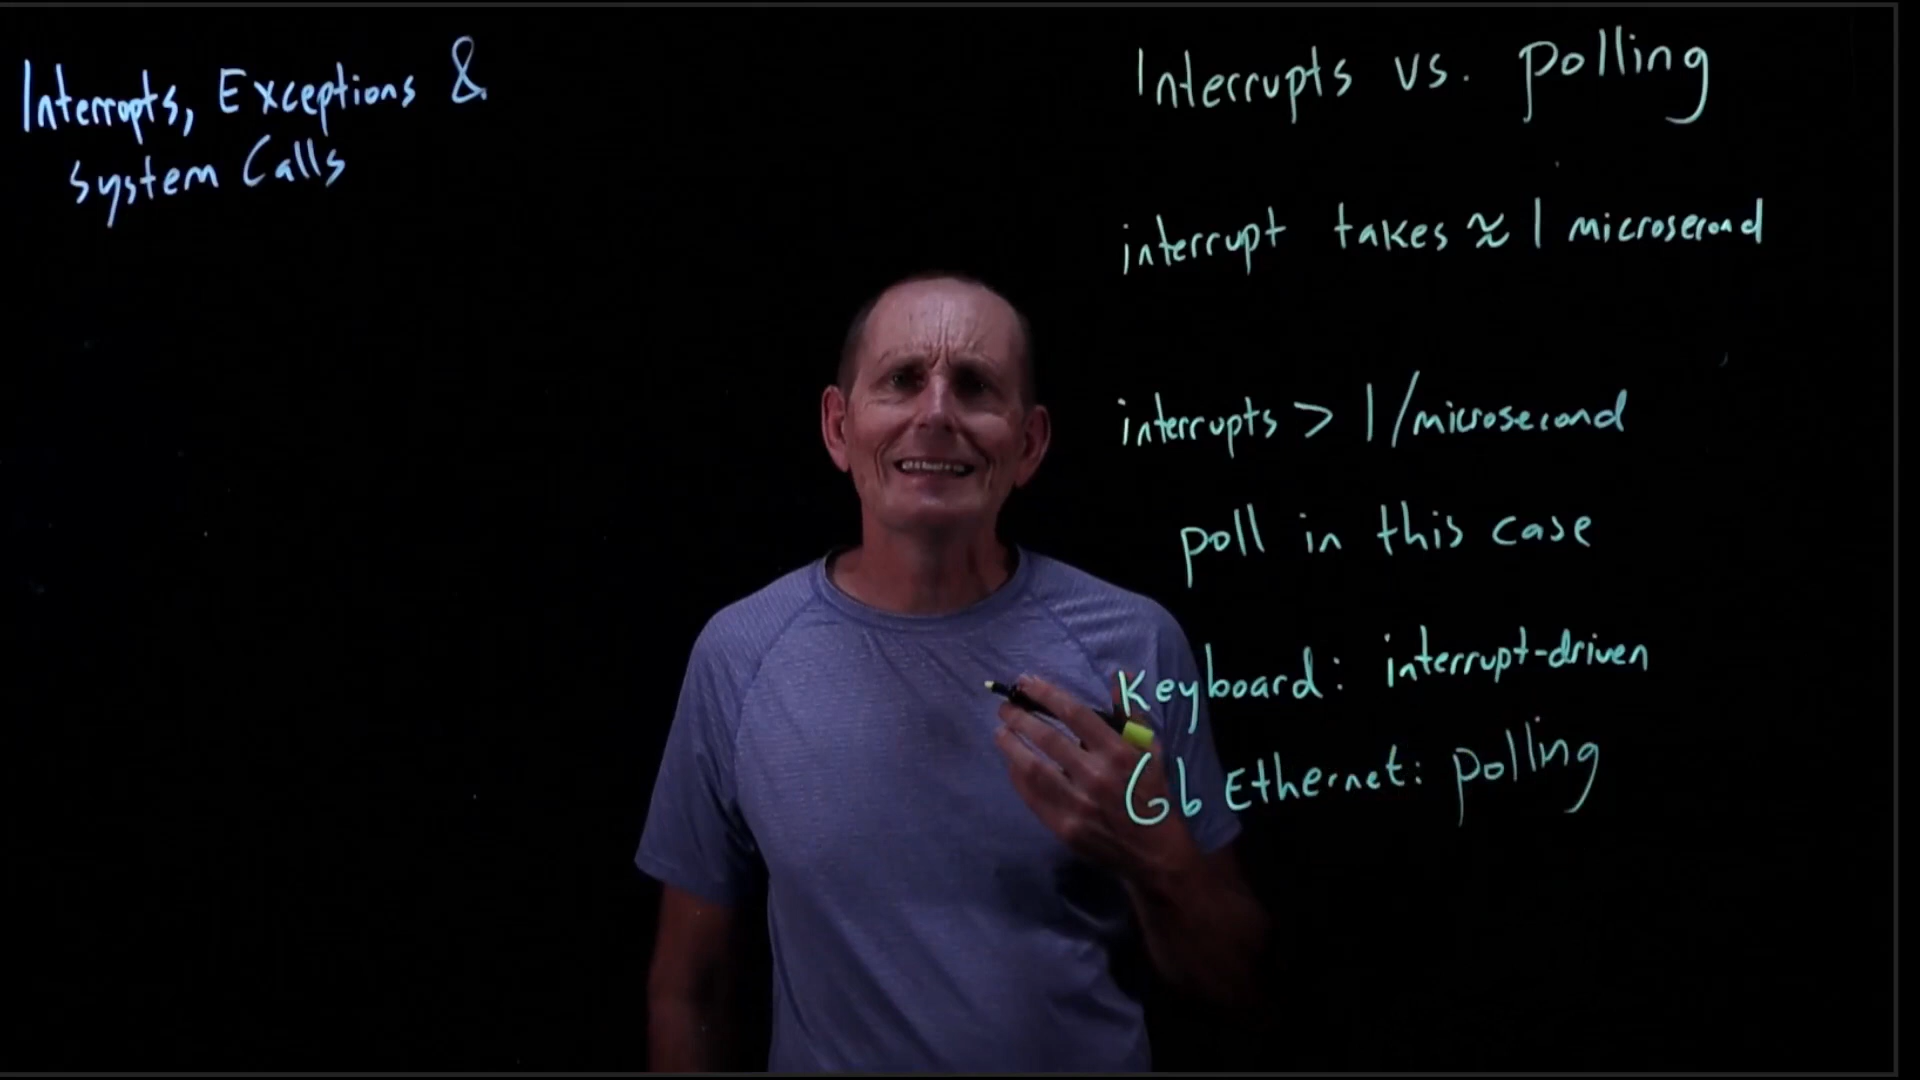 Interrupts, Exceptions &
System Calls
Interrupts vs. polling
interrupt takes ≈ 1 microsecond
interrupts > 1/microsecond
poll in this case
Keyboard: interrupt-driven
Gb Ethernet: polling